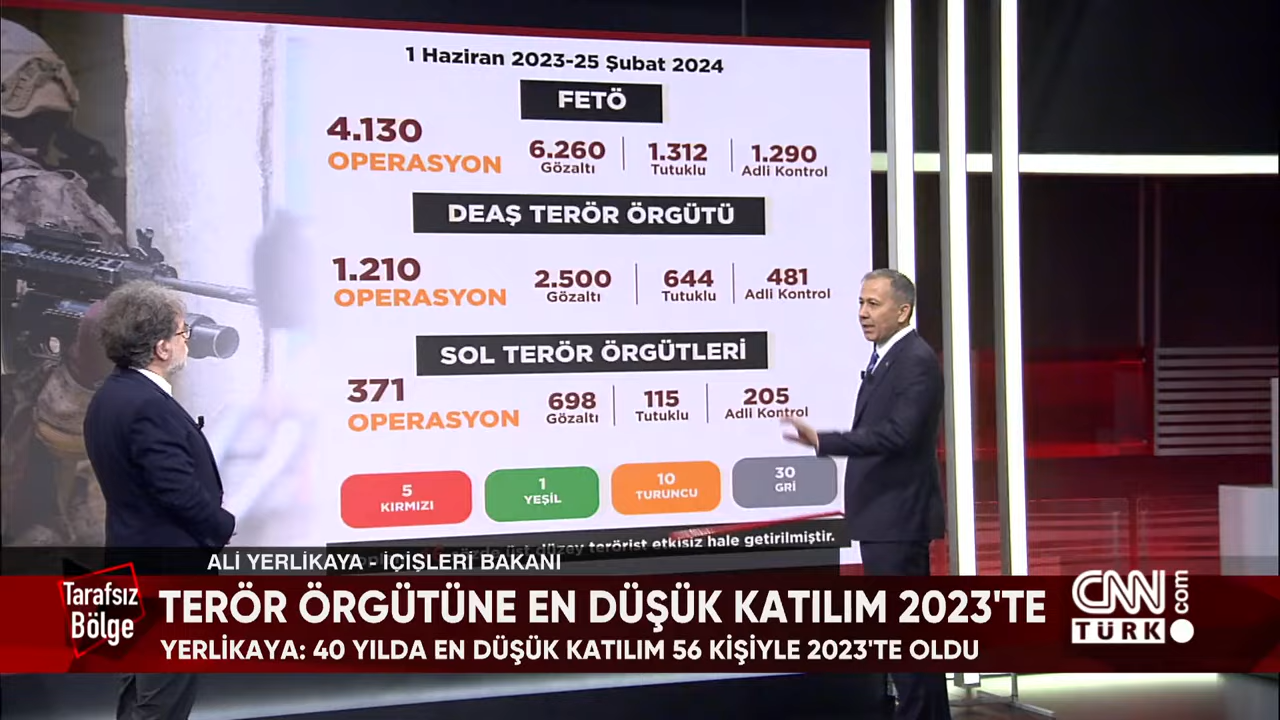 1 Haziran 2023-25 Şubat 2024
FETÖ
4.130
OPERASYON
6.260
Gözaltı
1.312
Tutuklu
1.290
Adli Kontrol
DEAŞ TERÖR ÖRGÜTÜ
1.210
OPERASYON
2.500
Gözaltı
644
Tutuklu
481
Adli Kontrol
SOL TERÖR ÖRGÜTLERİ
371
OPERASYON
698
Gözaltı
115
Tutuklu
205
Adli Kontrol
5
KIRMIZI
1
YEŞİL
10
TURUNCU
30
GRİ
üst düzey terörist etkisiz hale getirilmiştir.
ALİ YERLİKAYA - İÇİŞLERİ BAKANI
Tarafsız
Bölge
TERÖR ÖRGÜTÜNE EN DÜŞÜK KATILIM 2023'TE
YERLİKAYA: 40 YILDA EN DÜŞÜK KATILIM 56 KİŞİYLE 2023'TE OLDU
CNN
TÜRK
.com